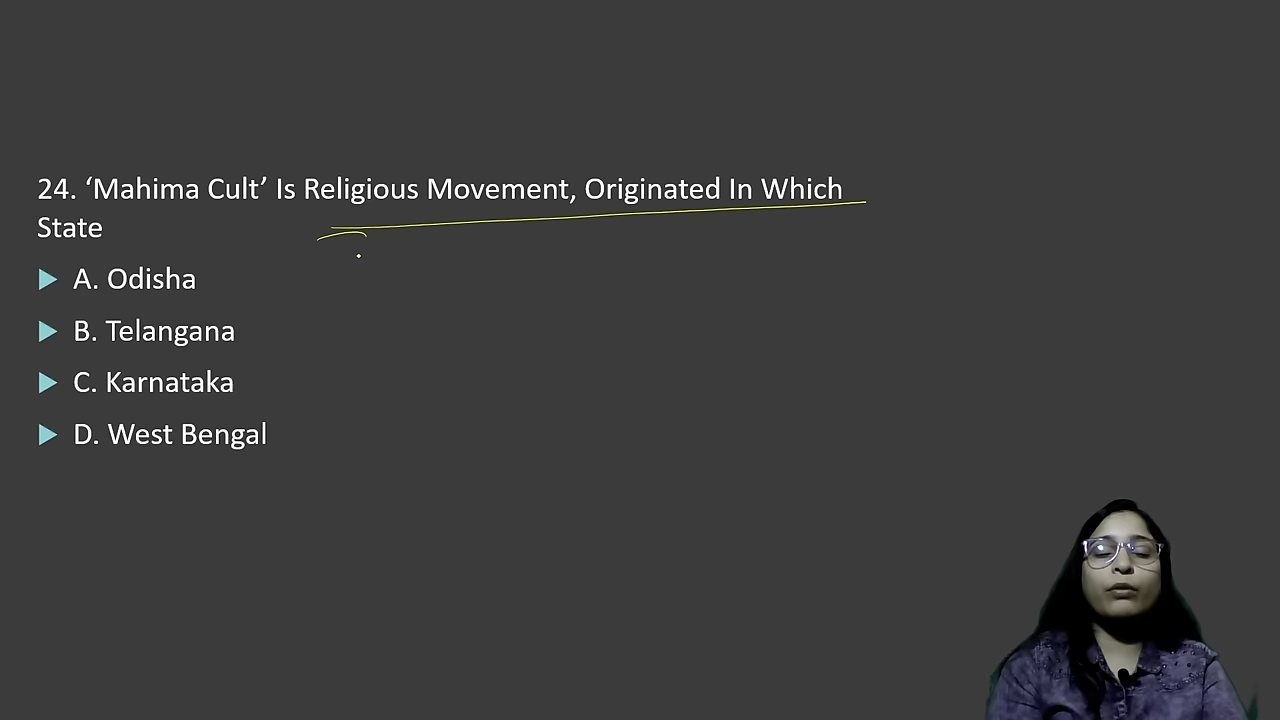 24. ‘Mahima Cult’ Is Religious Movement, Originated In Which
State
A. Odisha
B. Telangana
C. Karnataka
D. West Bengal